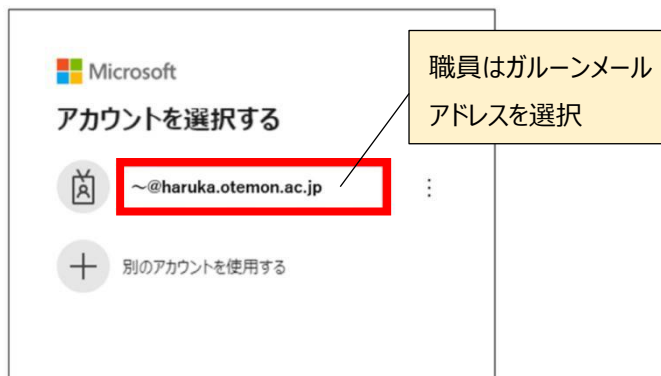 Microsoft
アカウントを選択する
～@haruka.otemon.ac.jp
別のアカウントを使用する
職員はガルーンメール
アドレスを選択